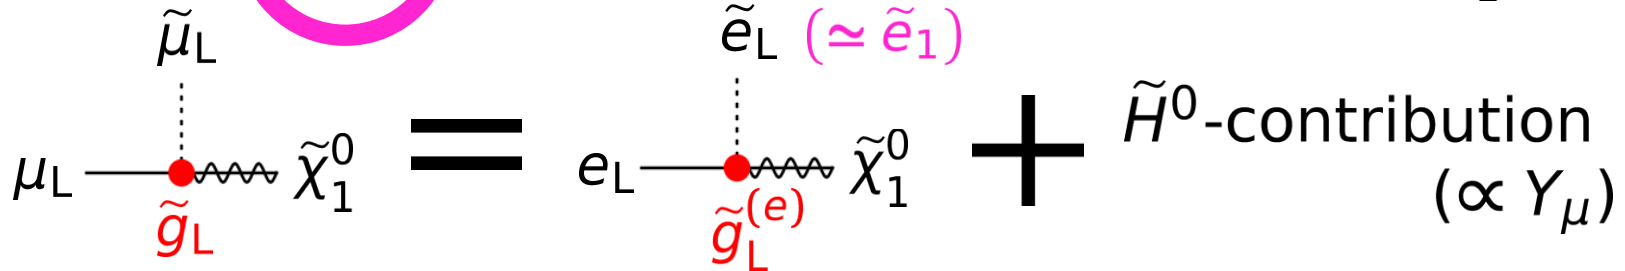 μ̃L
ẽL (≃ ẽ1)
μL χ̃⁰₁ = eL χ̃⁰₁ + H̃⁰-contribution
g̃L g̃L(e) (∝ Yμ)